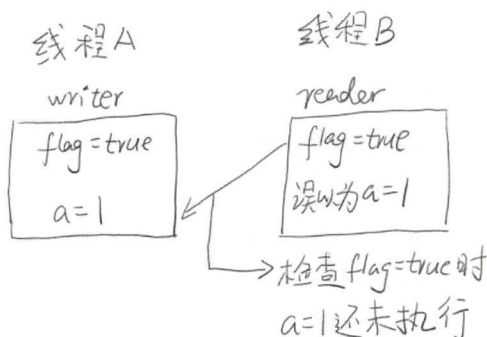 线程A
writer
flag=true
a=1
线程B
reader
flag=true
误以为a=1
检查flag=true时
a=1还未执行